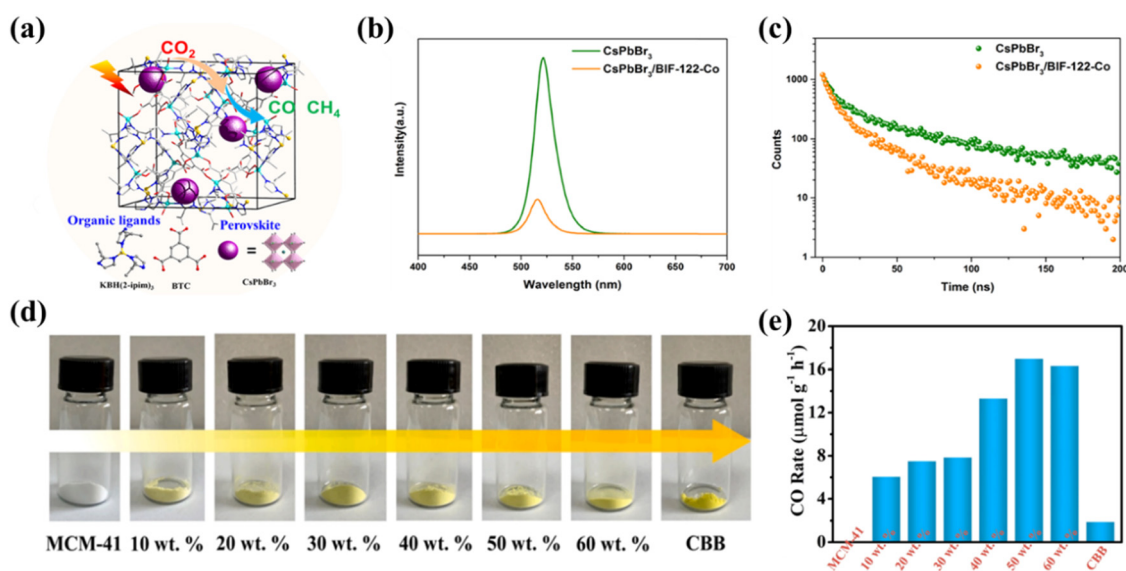 (a)
CO₂
CO CH₄
Organic ligands
Perovskite
=
KBH(2-ipim)₃
BTC
CsPbBr₃
(b)
CsPbBr₃
CsPbBr₃/BIF-122-Co
Intensity(a.u.)
400 450 500 550 600 650 700
Wavelength (nm)
(c)
CsPbBr₃
CsPbBr₃/BIF-122-Co
Counts
1000
100
10
1
0 50 100 150 200
Time (ns)
(d)
MCM-41 10 wt. % 20 wt. % 30 wt. % 40 wt. % 50 wt. % 60 wt. % CBB
(e)
CO Rate (μmol g⁻¹ h⁻¹)
20
16
12
8
4
0
MCM-41 10 wt. % 20 wt. % 30 wt. % 40 wt. % 50 wt. % 60 wt. % CBB